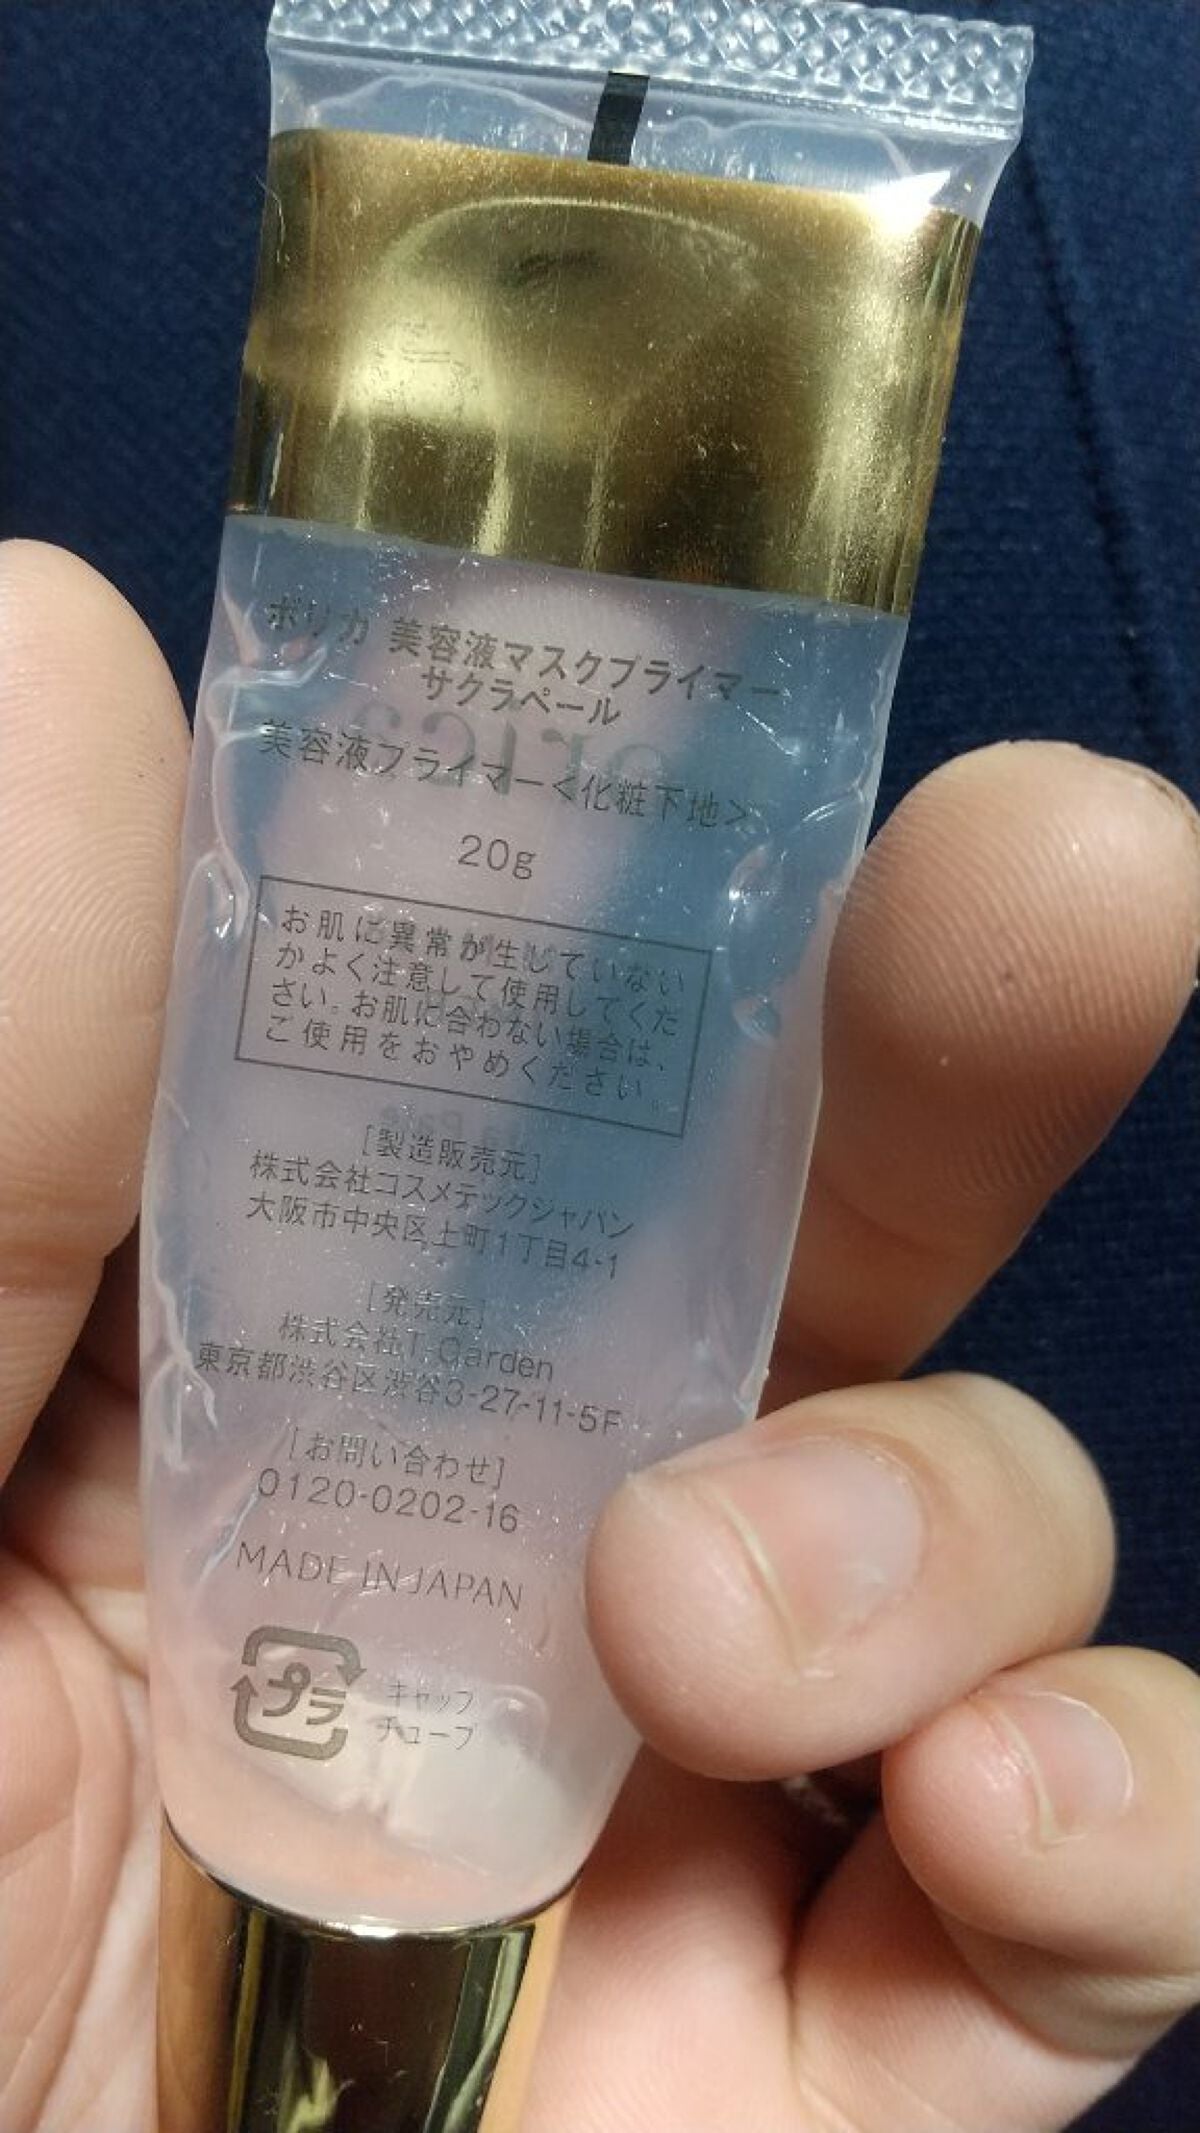 ボリカ 美容液マスクプライマー
サクラペール
美容液プライマー<化粧下地>
20g
お肌に異常が生じていない
かよく注意して使用してくだ
さい。お肌に合わない場合は、
ご使用をおやめください。
[製造販売元]
株式会社コスメテックジャパン
大阪市中央区上町1丁目4-1
[発売元]
株式会社T-Garden
東京都渋谷区渋谷3-27-11-5F
[お問い合わせ]
0120-0202-16
MADE IN JAPAN
プラ
キャップ
チューブ